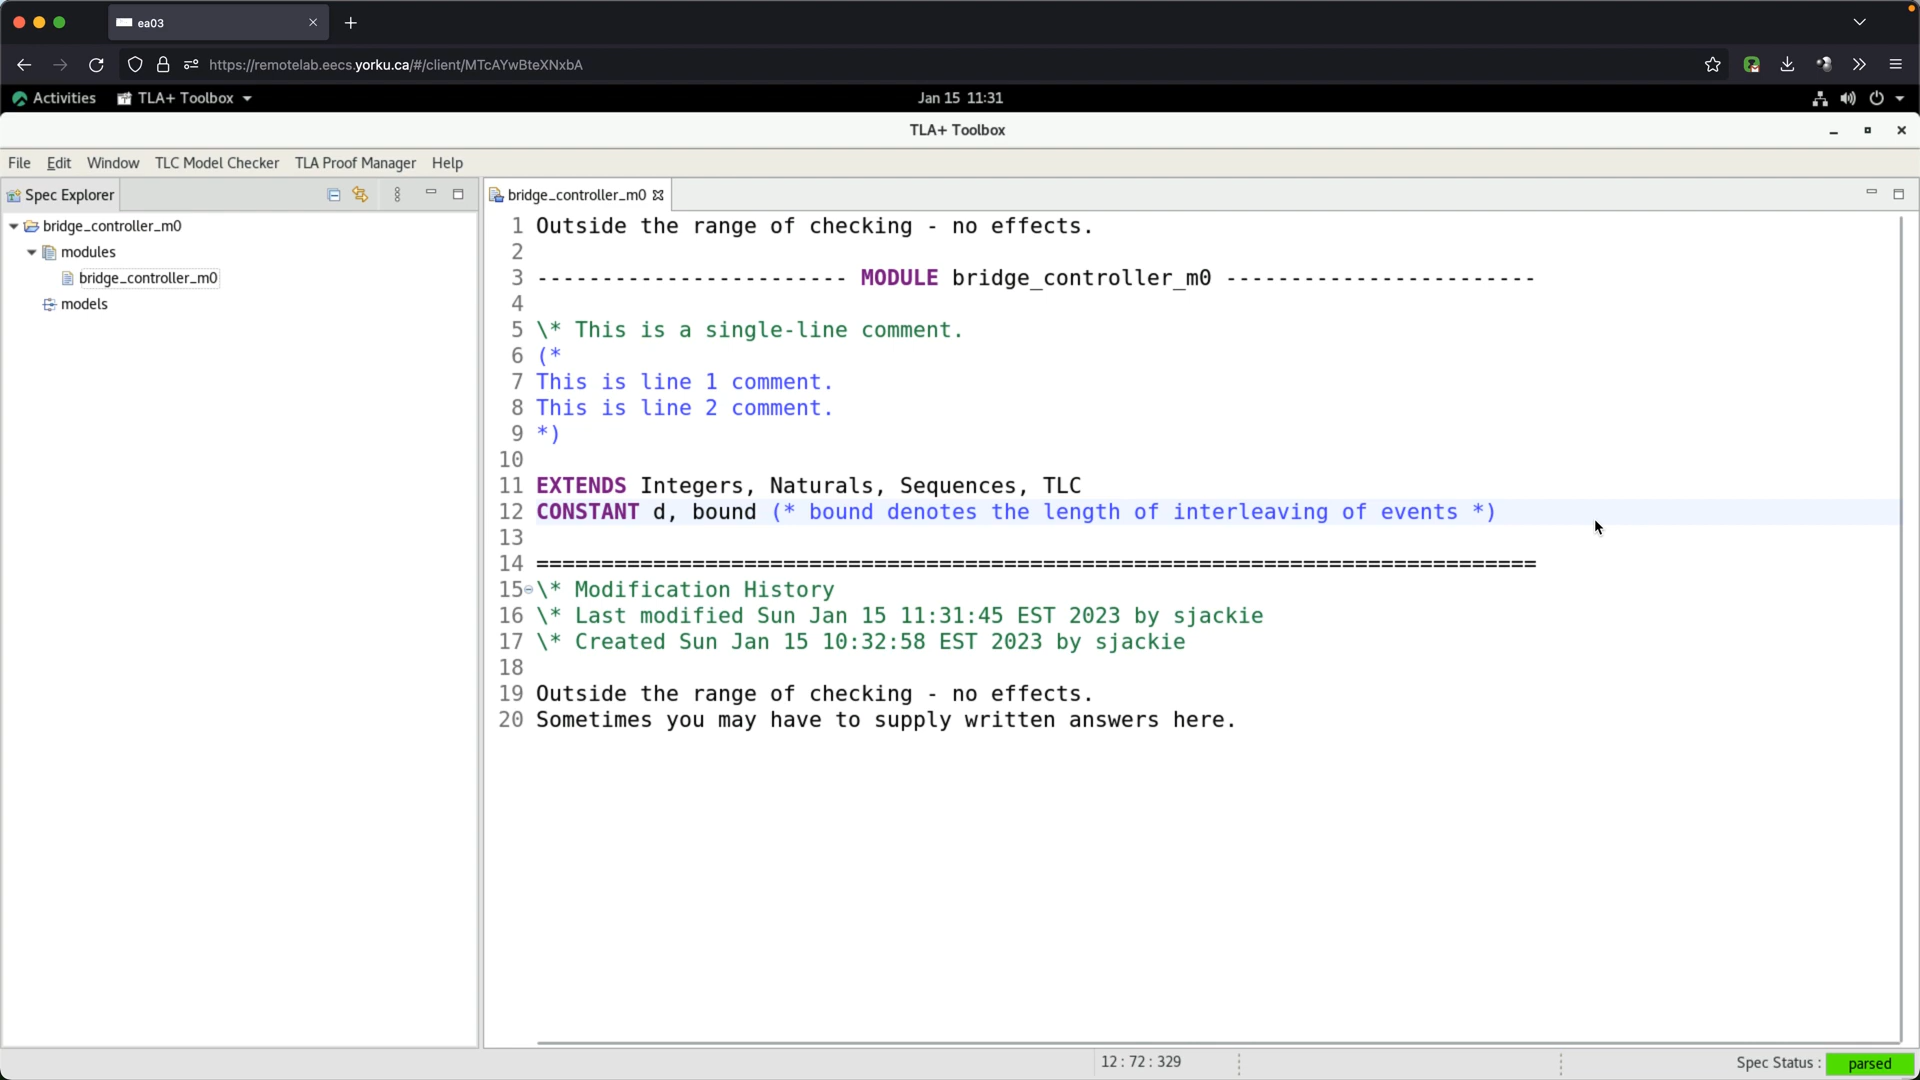 ea03
https://remotelab.eecs.yorku.ca/#/client/MTcAYwBteXNxbA
Activities TLA+ Toolbox Jan 15 11:31
TLA+ Toolbox
File Edit Window TLC Model Checker TLA Proof Manager Help
Spec Explorer
bridge_controller_m0
modules
bridge_controller_m0
models
bridge_controller_m0
1 Outside the range of checking - no effects.
2
3 ------------------------ MODULE bridge_controller_m0 ------------------------
4
5 \* This is a single-line comment.
6 (*
7 This is line 1 comment.
8 This is line 2 comment.
9 *)
10
11 EXTENDS Integers, Naturals, Sequences, TLC
12 CONSTANT d, bound (* bound denotes the length of interleaving of events *)
13
14 =============================================================================
15 \* Modification History
16 \* Last modified Sun Jan 15 11:31:45 EST 2023 by sjackie
17 \* Created Sun Jan 15 10:32:58 EST 2023 by sjackie
18
19 Outside the range of checking - no effects.
20 Sometimes you may have to supply written answers here.
12 : 72 : 329
Spec Status : parsed